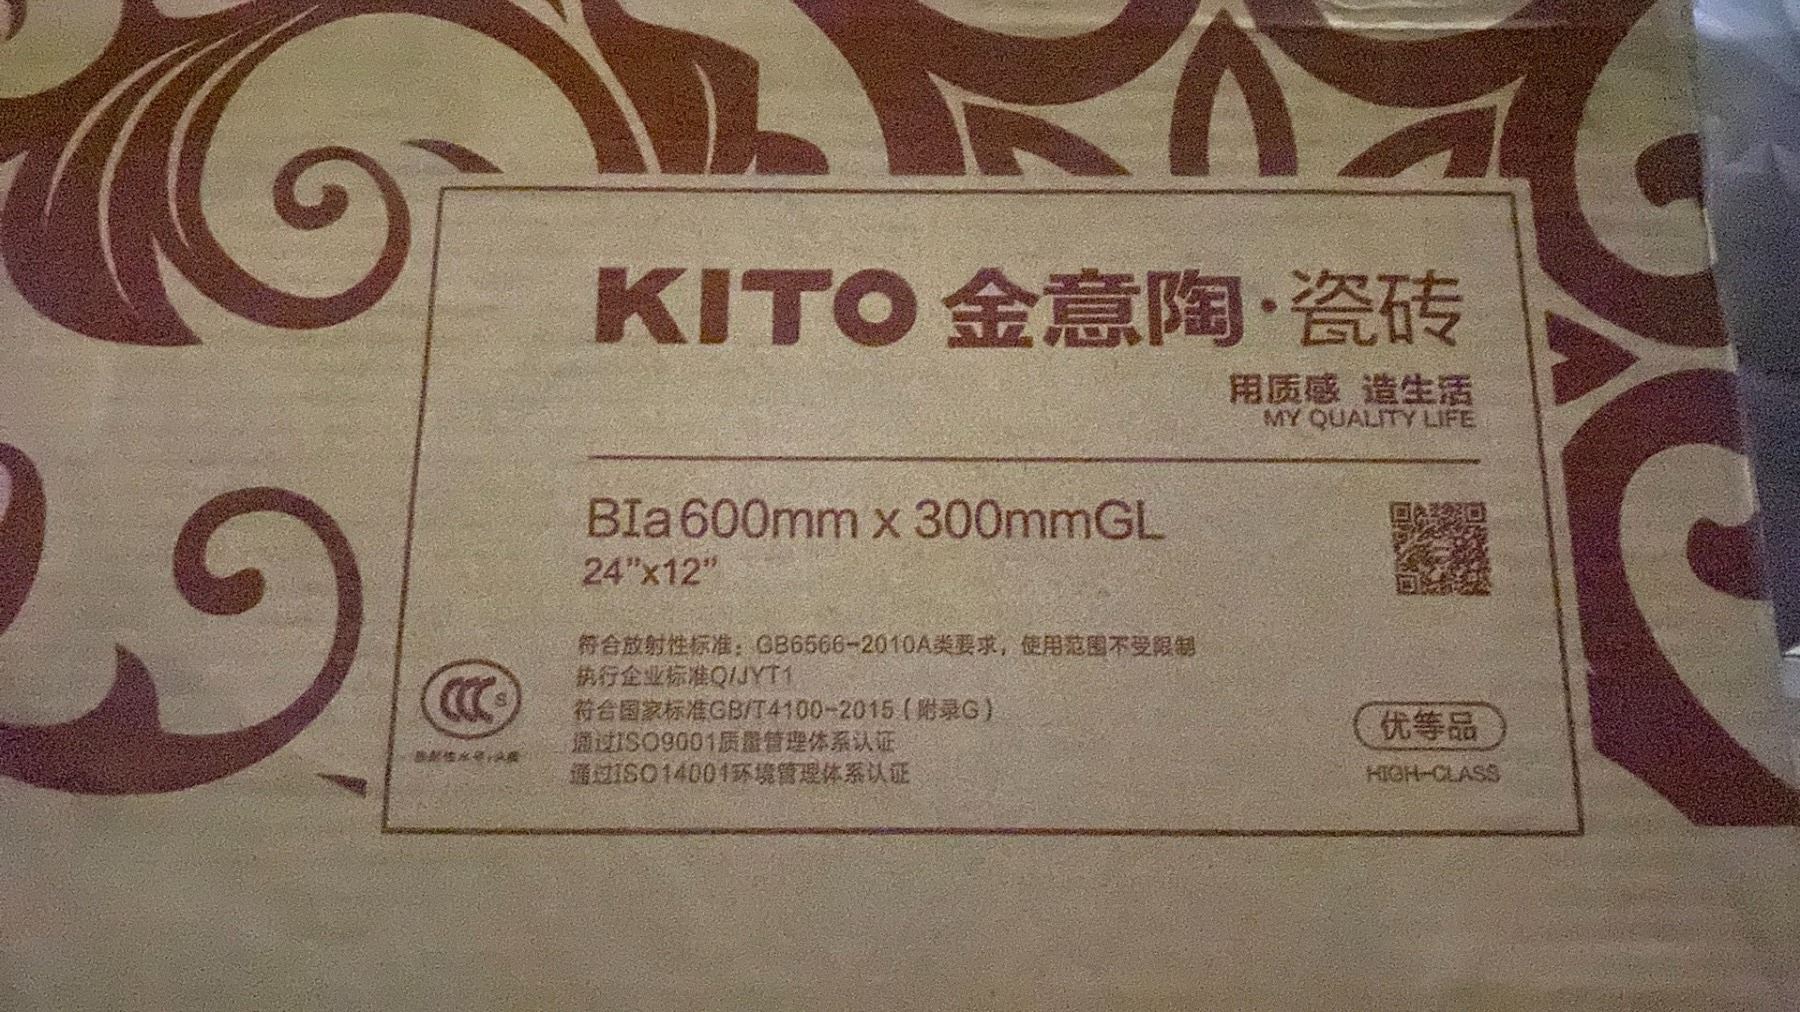 KITO 金意陶·瓷砖
用质感 造生活
MY QUALITY LIFE
BIa 600mm x 300mmGL
24”x12”
符合放射性标准：GB6566-2010A类要求，使用范围不受限制
执行企业标准Q/JYT1
符合国家标准GB/T4100-2015（附录G）
通过ISO9001质量管理体系认证
通过ISO14001环境管理体系认证
CCC S
优等品
HIGH-CLASS